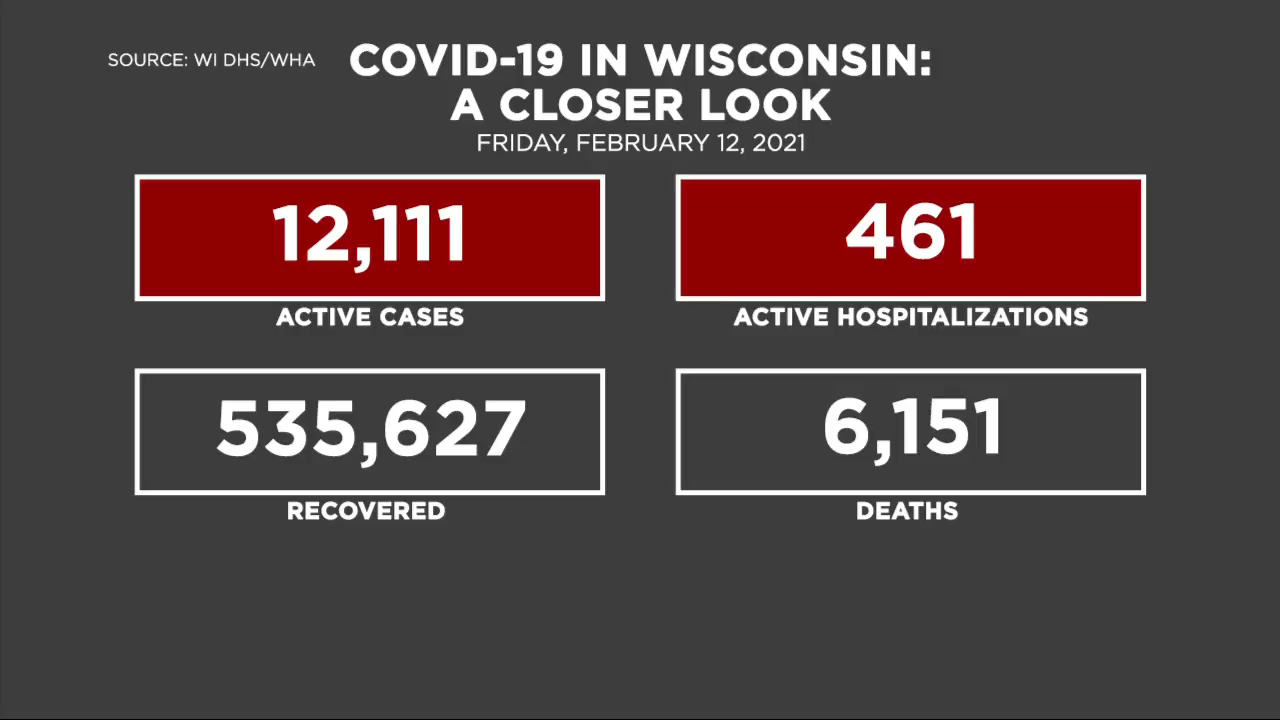 SOURCE: WI DHS/WHA
COVID-19 IN WISCONSIN:
A CLOSER LOOK
FRIDAY, FEBRUARY 12, 2021
12,111
ACTIVE CASES
461
ACTIVE HOSPITALIZATIONS
535,627
RECOVERED
6,151
DEATHS